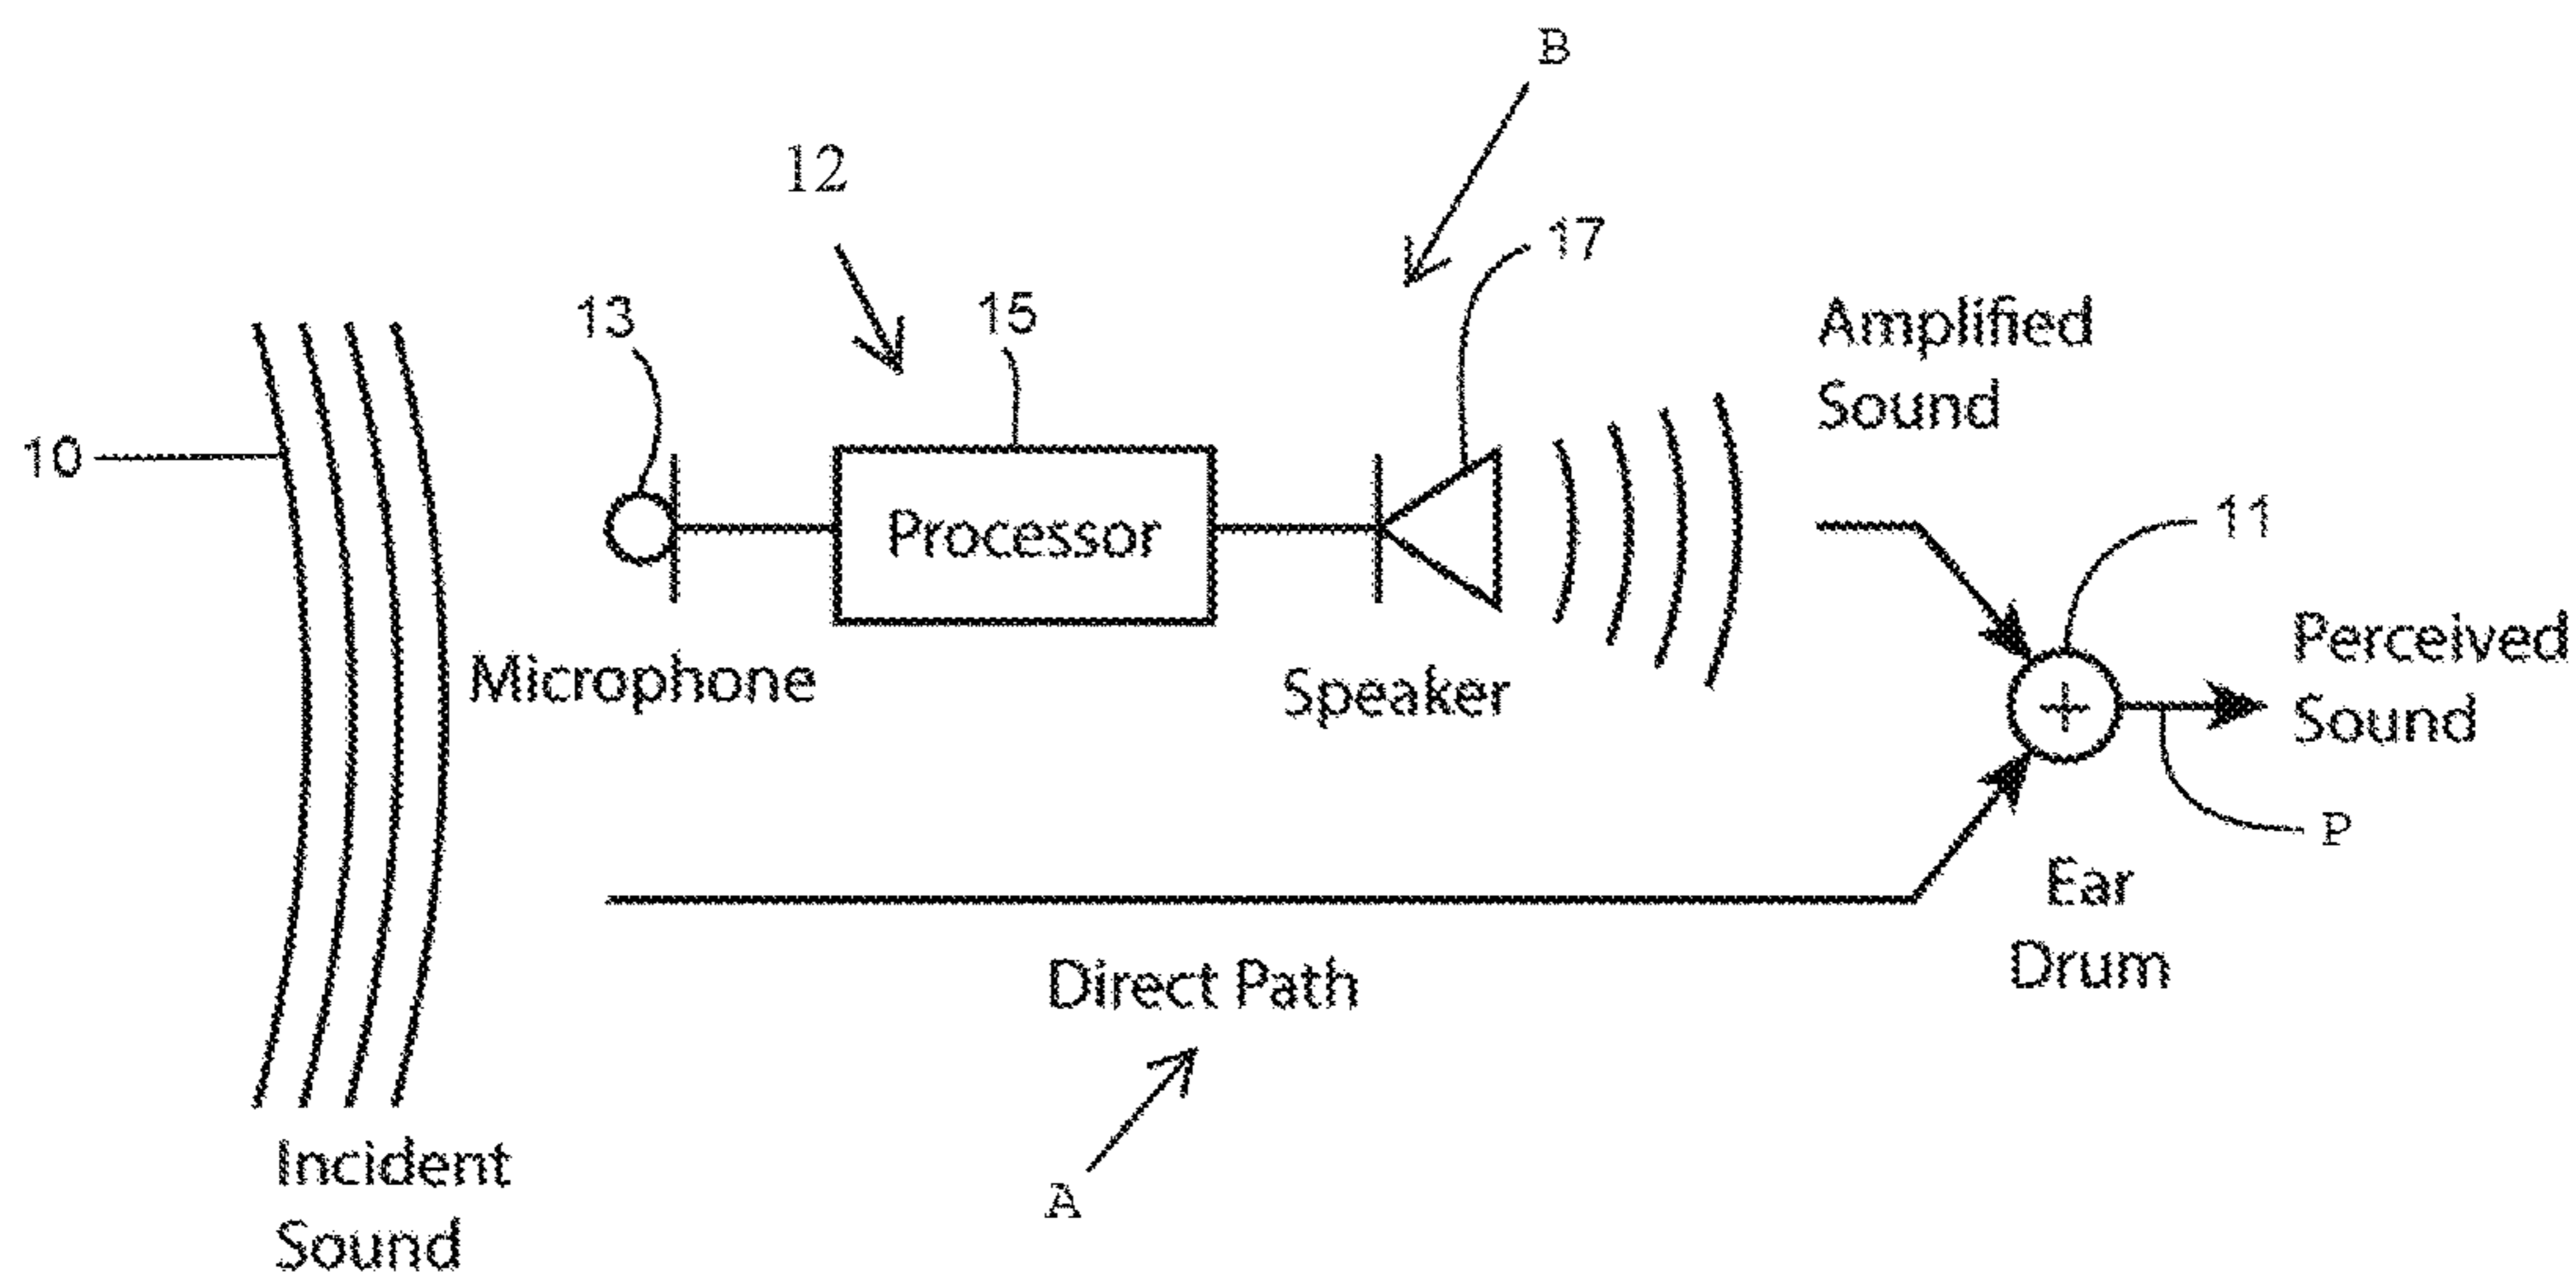 B
12
17
13
15
Amplified
Sound
10
Processor
11
Microphone
Speaker
Perceived
Sound
+
P
Ear
Drum
Direct Path
Incident
Sound
A